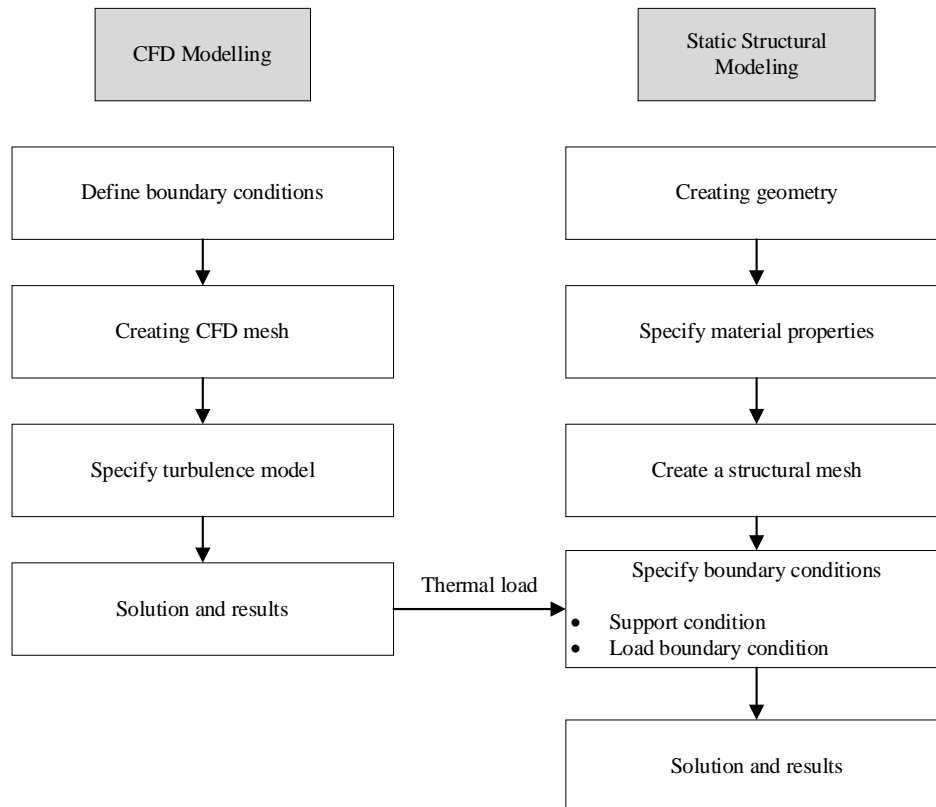 CFD Modelling
Static Structural
Modeling
Define boundary conditions
Creating CFD mesh
Specify turbulence model
Solution and results
Thermal load
Creating geometry
Specify material properties
Create a structural mesh
Specify boundary conditions
• Support condition
• Load boundary condition
Solution and results